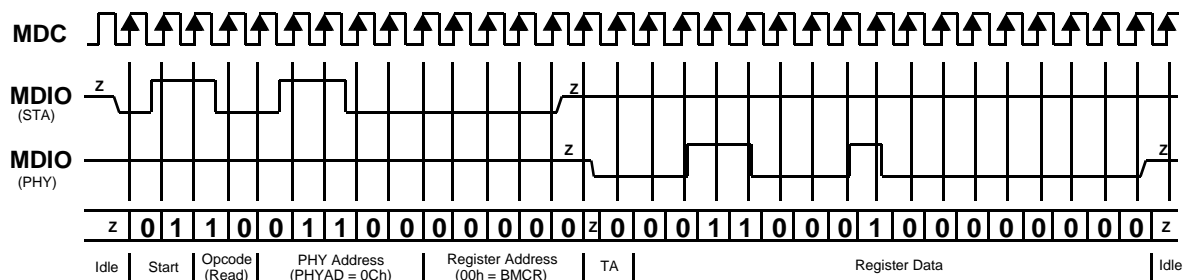 MDC
z z
MDIO
(STA)
z z
MDIO
(PHY)
z 0 1 1 0 0 1 1 0 0 0 0 0 0 0 z 0 0 0 1 1 0 0 0 1 0 0 0 0 0 0 0 0 z
Idle Start Opcode (Read) PHY Address (PHYAD = 0Ch) Register Address (00h = BMCR) TA Register Data Idle